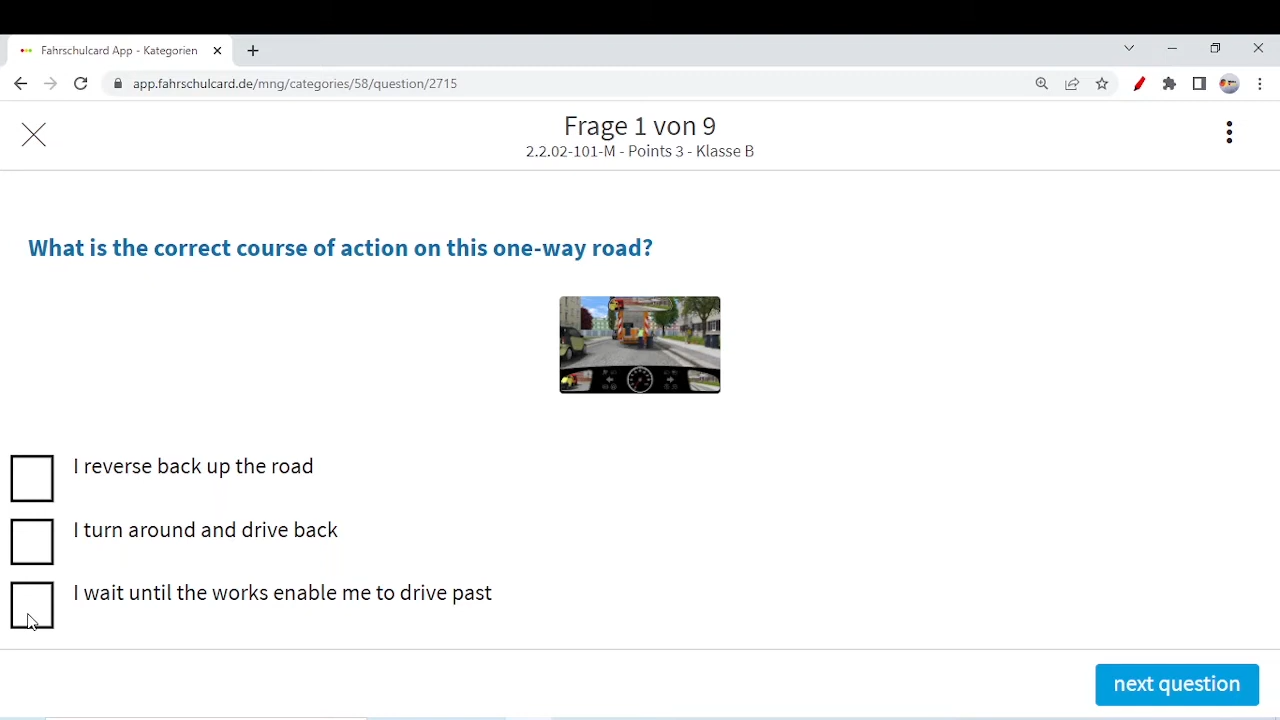 Fahrschulcard App - Kategorien
app.fahrschulcard.de/mng/categories/58/question/2715
Frage 1 von 9
2.2.02-101-M - Points 3 - Klasse B
What is the correct course of action on this one-way road?
I reverse back up the road
I turn around and drive back
I wait until the works enable me to drive past
next question